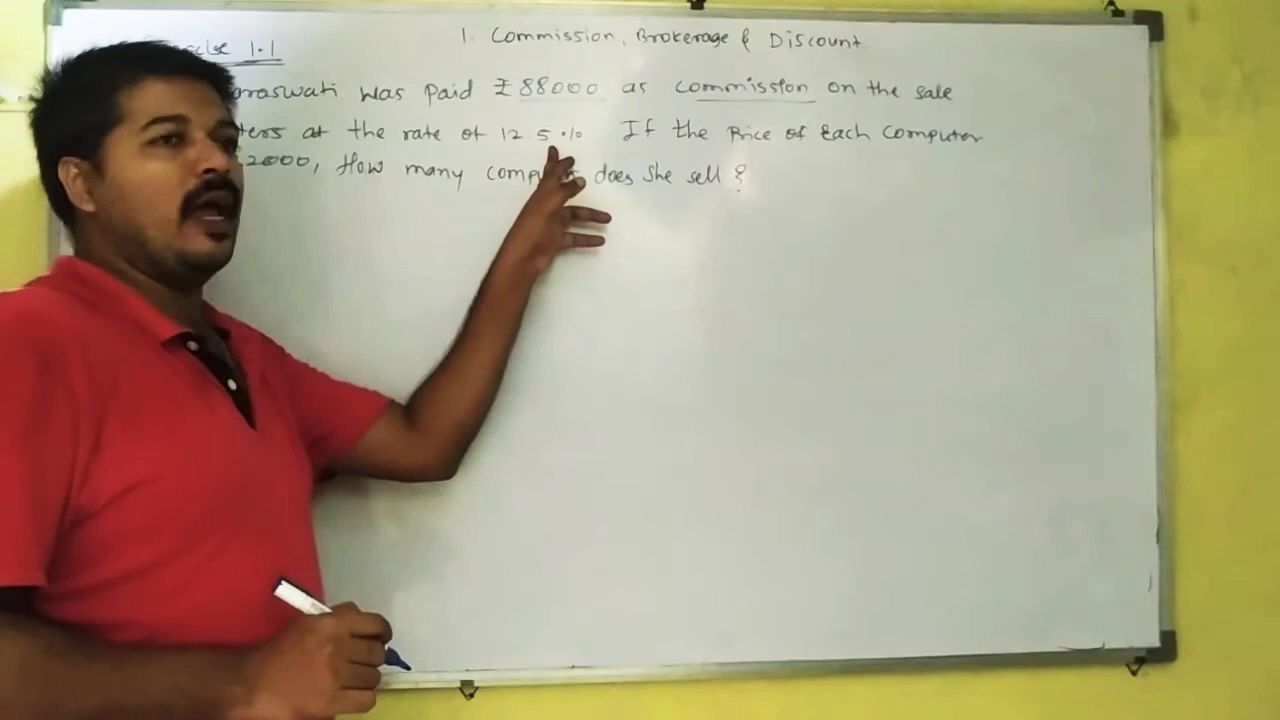 1. Commission, Brokerage & Discount
cise 1.1
araswati was paid ₹88000 as commission on the sale
ters at the rate of 12.5%. If the Price of Each computer
2000, How many does she sell?